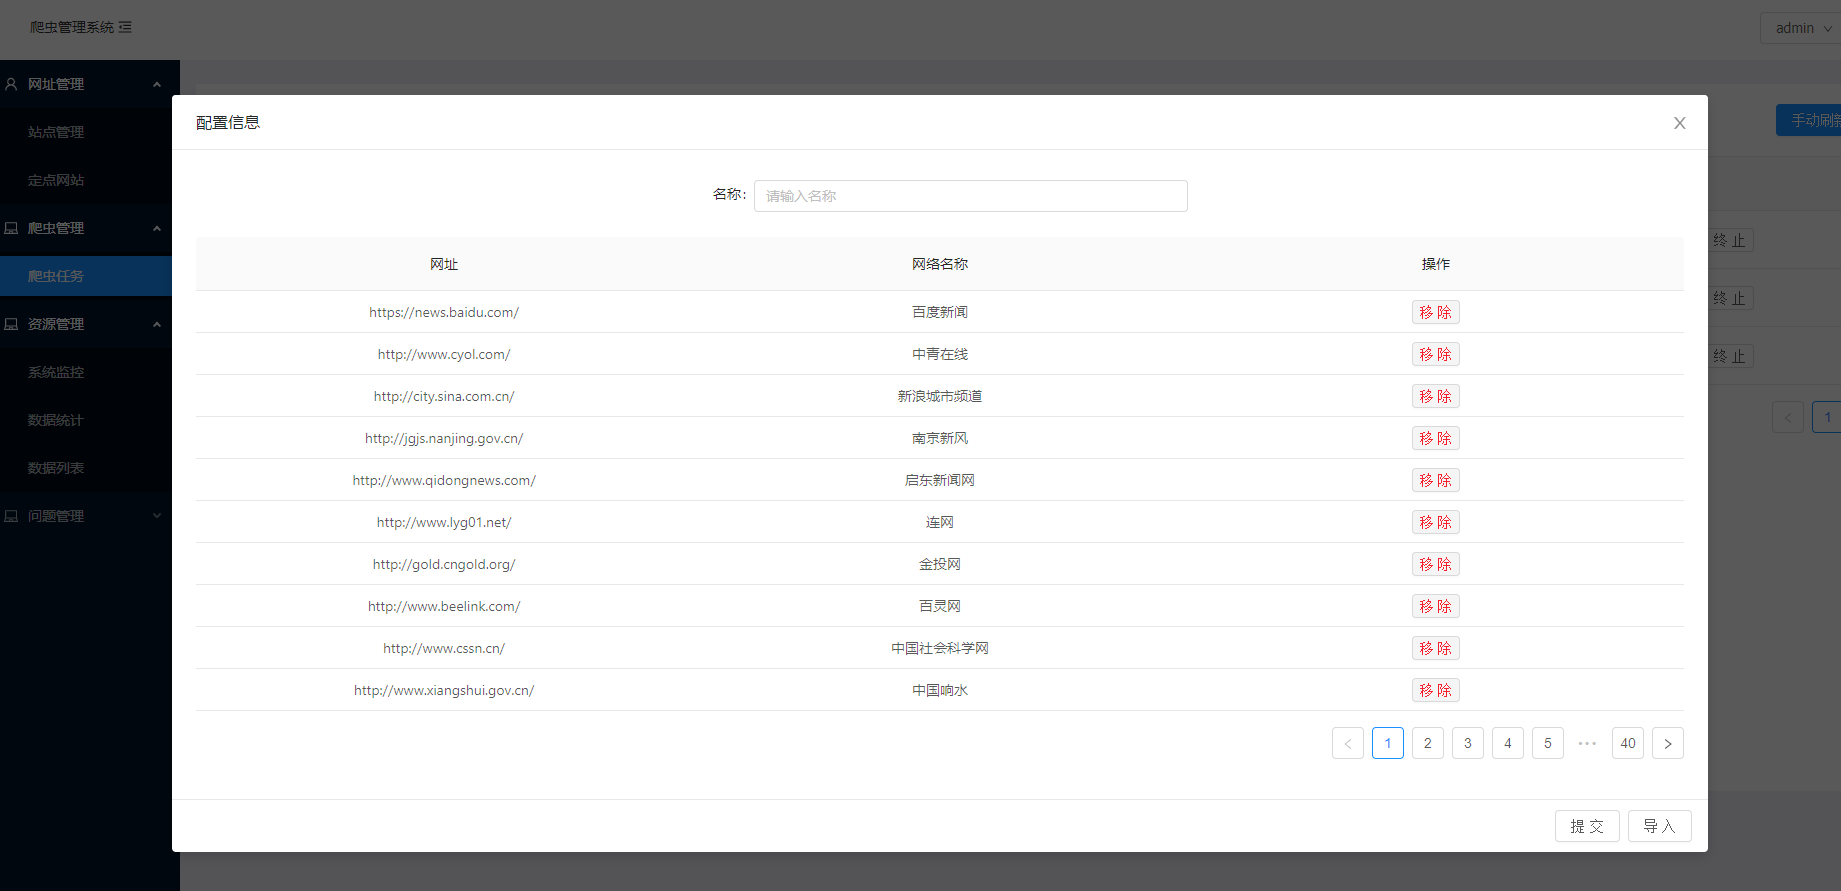 爬虫管理系统
admin
网址管理
站点管理
定点网站
爬虫管理
爬虫任务
资源管理
系统监控
数据统计
数据列表
问题管理
手动刷新
终 止
终 止
终 止
1
配置信息
名称:
请输入名称
网址 网络名称 操作
https://news.baidu.com/ 百度新闻 移 除
http://www.cyol.com/ 中青在线 移 除
http://city.sina.com.cn/ 新浪城市频道 移 除
http://jgjs.nanjing.gov.cn/ 南京新风 移 除
http://www.qidongnews.com/ 启东新闻网 移 除
http://www.lyg01.net/ 连网 移 除
http://gold.cngold.org/ 金投网 移 除
http://www.beelink.com/ 百灵网 移 除
http://www.cssn.cn/ 中国社会科学网 移 除
http://www.xiangshui.gov.cn/ 中国响水 移 除
1 2 3 4 5 ••• 40
提 交 导 入